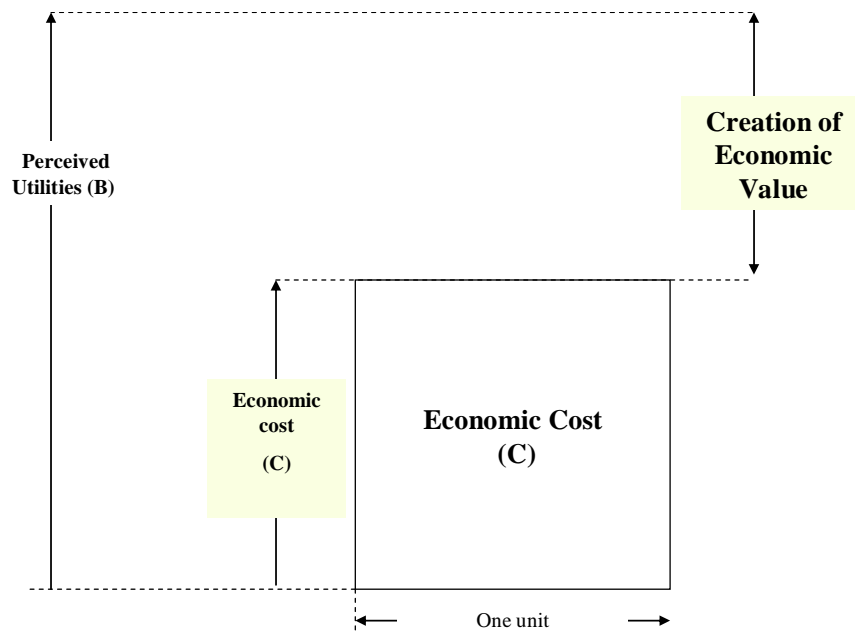 Perceived
Utilities (B)
Creation of
Economic
Value
Economic
cost
(C)
Economic Cost
(C)
One unit